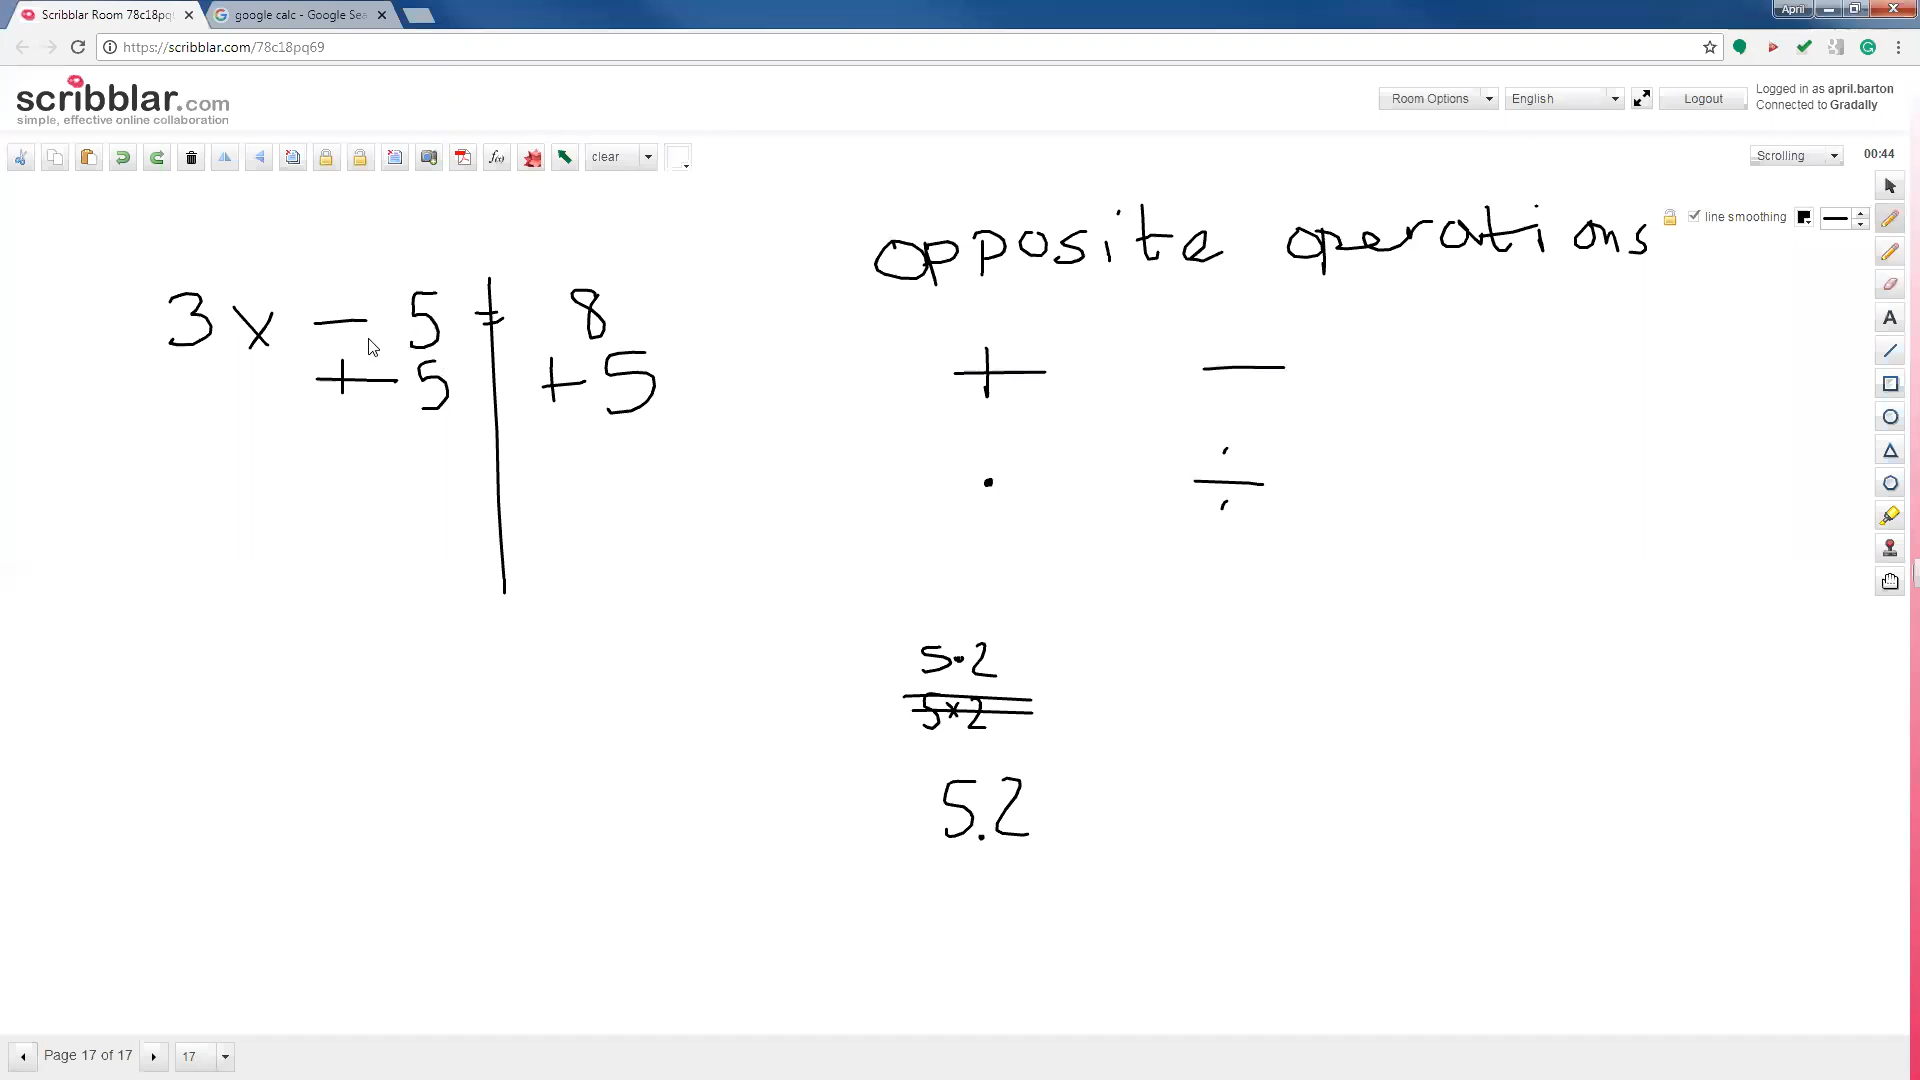 Scribblar Room 78c18pq
google calc - Google Sea
April
https://scribblar.com/78c18pq69
scribblar.com
simple, effective online collaboration
Room Options
English
Logout
Logged in as april.barton
Connected to Gradally
f(x)
clear
Scrolling
00:44
line smoothing
A
opposite operations
3x - 5 = 8
+ 5 + 5
+ −
· ÷
5·2
5×2
5.2
Page 17 of 17
17